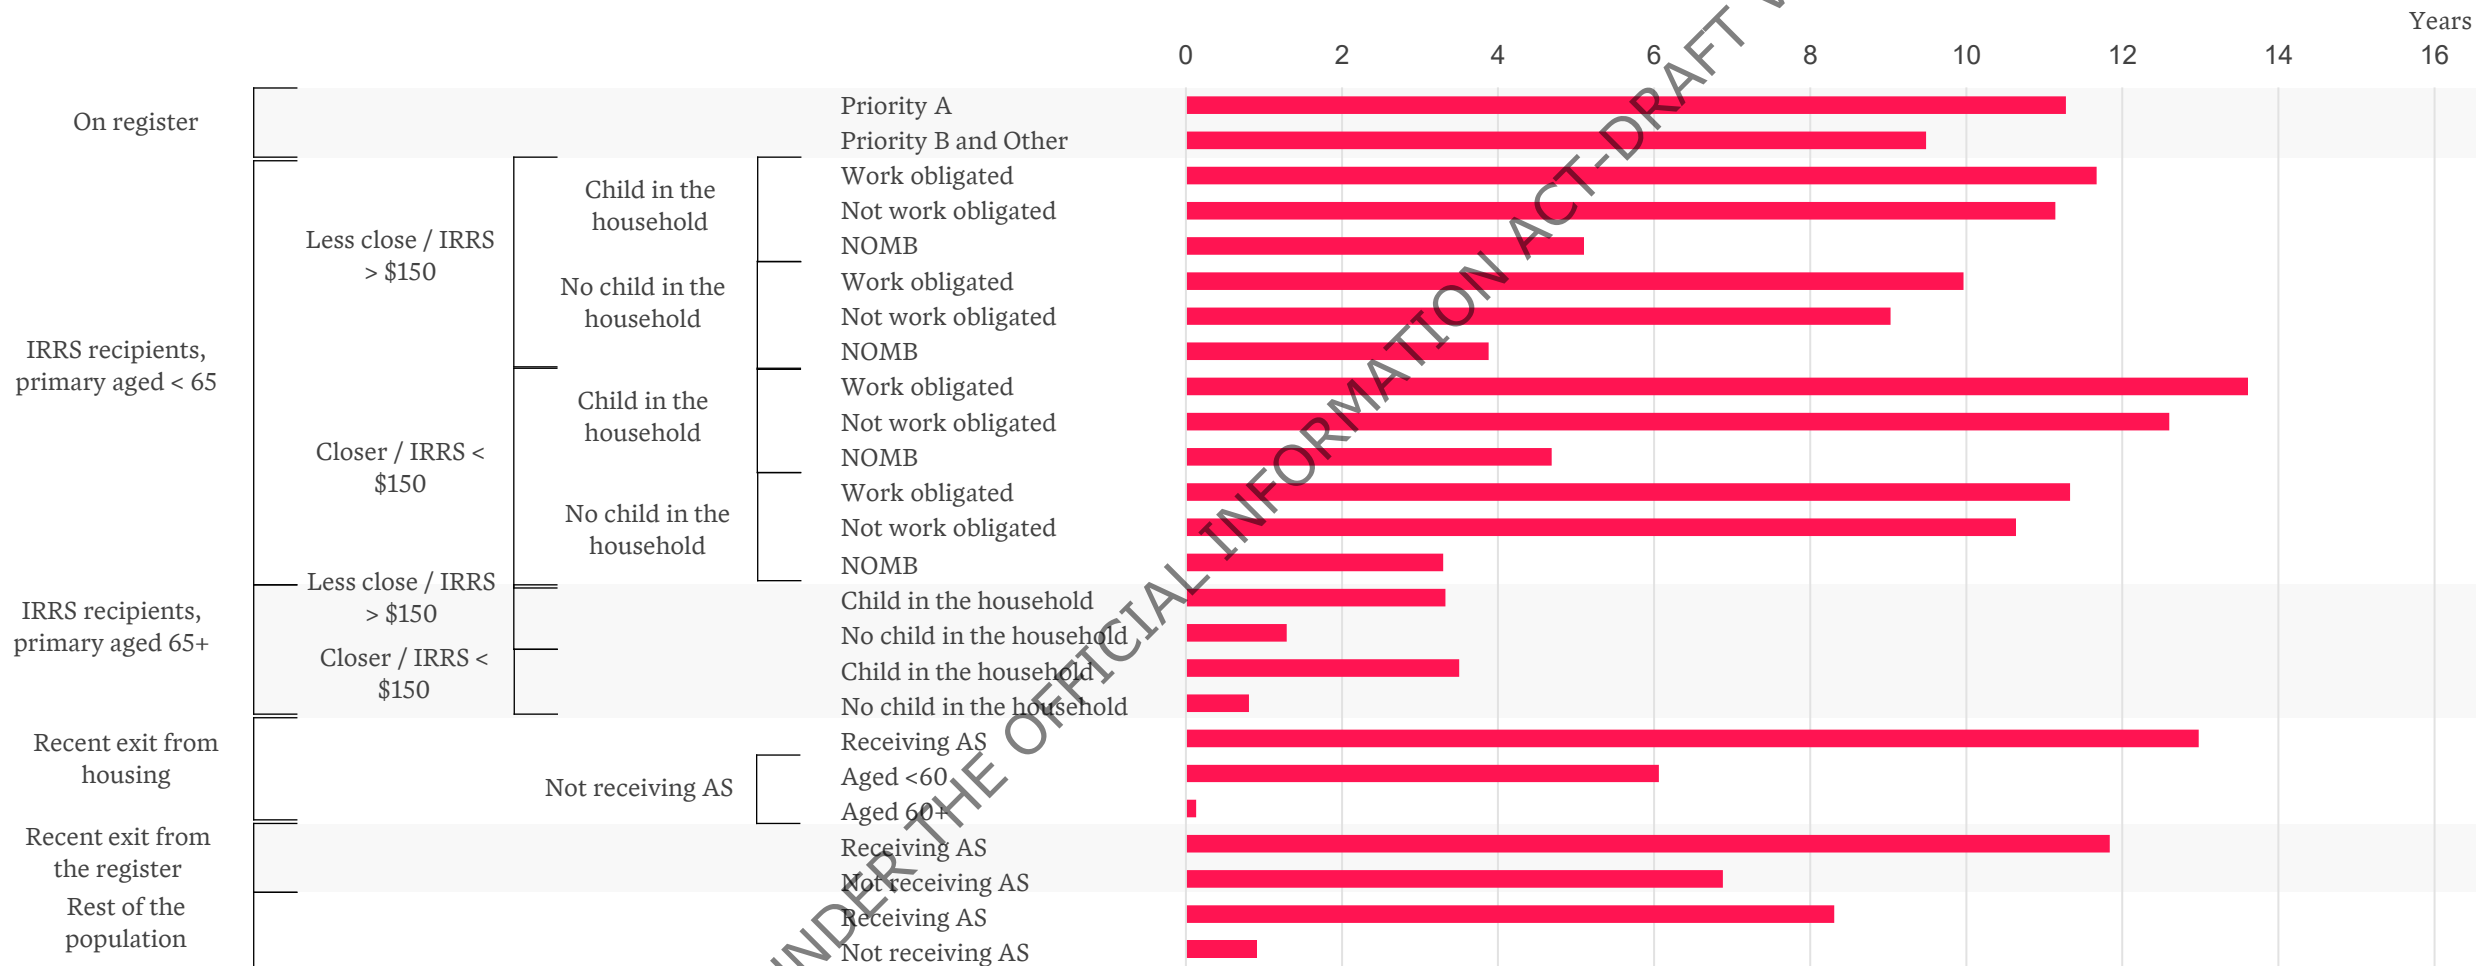 Years
0 2 4 6 8 10 12 14 16
On register
Priority A
Priority B and Other
IRRS recipients,
primary aged < 65
Less close / IRRS
> $150
Child in the
household
Work obligated
Not work obligated
NOMB
No child in the
household
Work obligated
Not work obligated
NOMB
Closer / IRRS <
$150
Child in the
household
Work obligated
Not work obligated
NOMB
No child in the
household
Work obligated
Not work obligated
NOMB
IRRS recipients,
primary aged 65+
Less close / IRRS
> $150
Child in the household
No child in the household
Closer / IRRS <
$150
Child in the household
No child in the household
Recent exit from
housing
Receiving AS
Not receiving AS
Aged <60
Aged 60+
Recent exit from
the register
Receiving AS
Not receiving AS
Rest of the
population
Receiving AS
Not receiving AS
THE OFFICIAL INFORMATION ACT-DRAFT